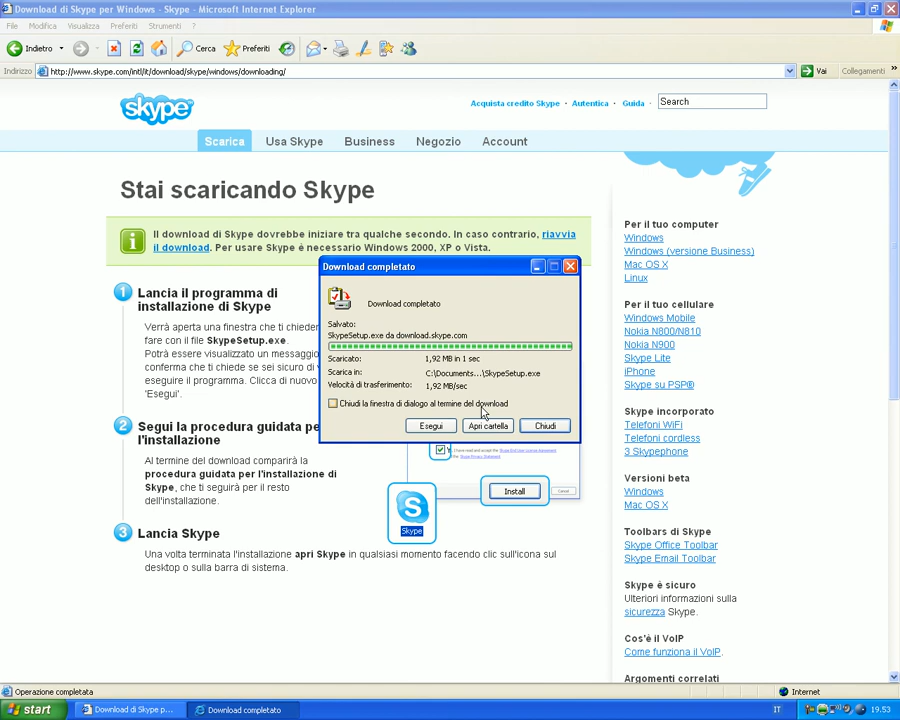 Download di Skype per Windows - Skype - Microsoft Internet Explorer
File Modifica Visualizza Preferiti Strumenti ?
Indietro Cerca Preferiti
Indirizzo http://www.skype.com/intl/it/download/skype/windows/downloading/ Vai Collegamenti »
skype
Acquista credito Skype · Autentica · Guida · Search
Scarica Usa Skype Business Negozio Account
Stai scaricando Skype
Il download di Skype dovrebbe iniziare tra qualche secondo. In caso contrario, riavvia
il download. Per usare Skype è necessario Windows 2000, XP o Vista.
1 Lancia il programma di
installazione di Skype
Verrà aperta una finestra che ti chieder
fare con il file SkypeSetup.exe.
Potrà essere visualizzato un messaggio
conferma che ti chiede se sei sicuro di v
eseguire il programma. Clicca di nuovo
'Esegui'.
2 Segui la procedura guidata pe
l'installazione
Al termine del download comparirà la
procedura guidata per l'installazione di
Skype, che ti seguirà per il resto
dell'installazione.
3 Lancia Skype
Una volta terminata l'installazione apri Skype in qualsiasi momento facendo clic sull'icona sul
desktop o sulla barra di sistema.
Download completato
Download completato
Salvato:
SkypeSetup.exe da download.skype.com
Scaricato: 1,92 MB in 1 sec
Scarica in: C:\Documents...\SkypeSetup.exe
Velocità di trasferimento: 1,92 MB/sec
Chiudi la finestra di dialogo al termine del download
Esegui Apri cartella Chiudi
Install Cancel
Skype
Per il tuo computer
Windows
Windows (versione Business)
Mac OS X
Linux
Per il tuo cellulare
Windows Mobile
Nokia N800/N810
Nokia N900
Skype Lite
iPhone
Skype su PSP®
Skype incorporato
Telefoni WiFi
Telefoni cordless
3 Skypephone
Versioni beta
Windows
Mac OS X
Toolbars di Skype
Skype Office Toolbar
Skype Email Toolbar
Skype è sicuro
Ulteriori informazioni sulla
sicurezza Skype.
Cos'è il VoIP
Come funziona il VoIP.
Argomenti correlati
Operazione completata Internet
start Download di Skype p... Download completato IT 19.53